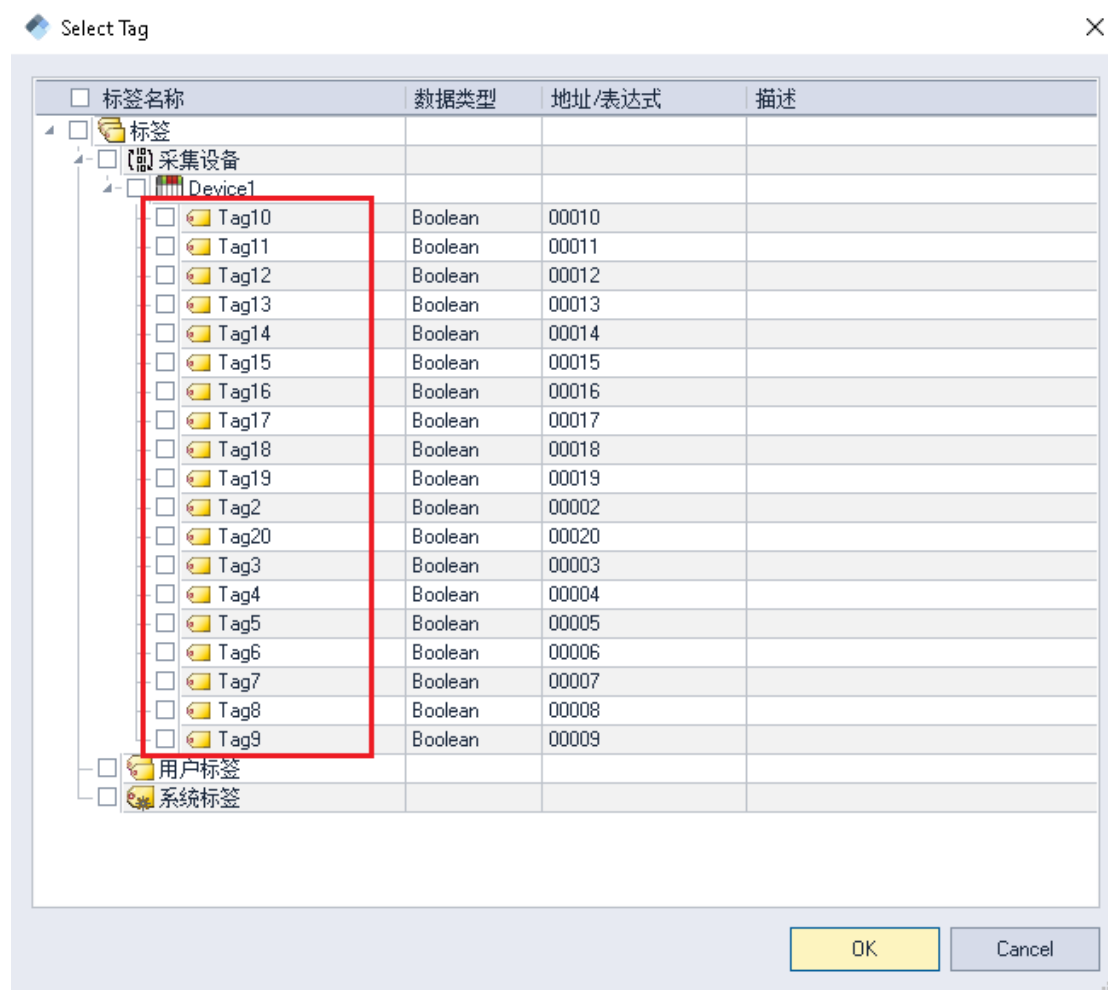 Select Tag
标签名称 数据类型 地址/表达式 描述
标签
采集设备
Device1
Tag10 Boolean 00010
Tag11 Boolean 00011
Tag12 Boolean 00012
Tag13 Boolean 00013
Tag14 Boolean 00014
Tag15 Boolean 00015
Tag16 Boolean 00016
Tag17 Boolean 00017
Tag18 Boolean 00018
Tag19 Boolean 00019
Tag2 Boolean 00002
Tag20 Boolean 00020
Tag3 Boolean 00003
Tag4 Boolean 00004
Tag5 Boolean 00005
Tag6 Boolean 00006
Tag7 Boolean 00007
Tag8 Boolean 00008
Tag9 Boolean 00009
用户标签
系统标签
OK Cancel